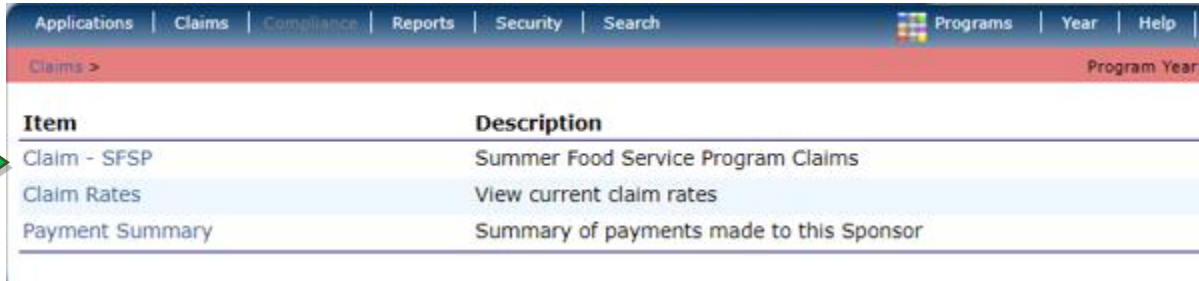 Applications | Claims | Compliance | Reports | Security | Search Programs | Year | Help |
Claims > Program Year
Item Description
Claim - SFSP Summer Food Service Program Claims
Claim Rates View current claim rates
Payment Summary Summary of payments made to this Sponsor